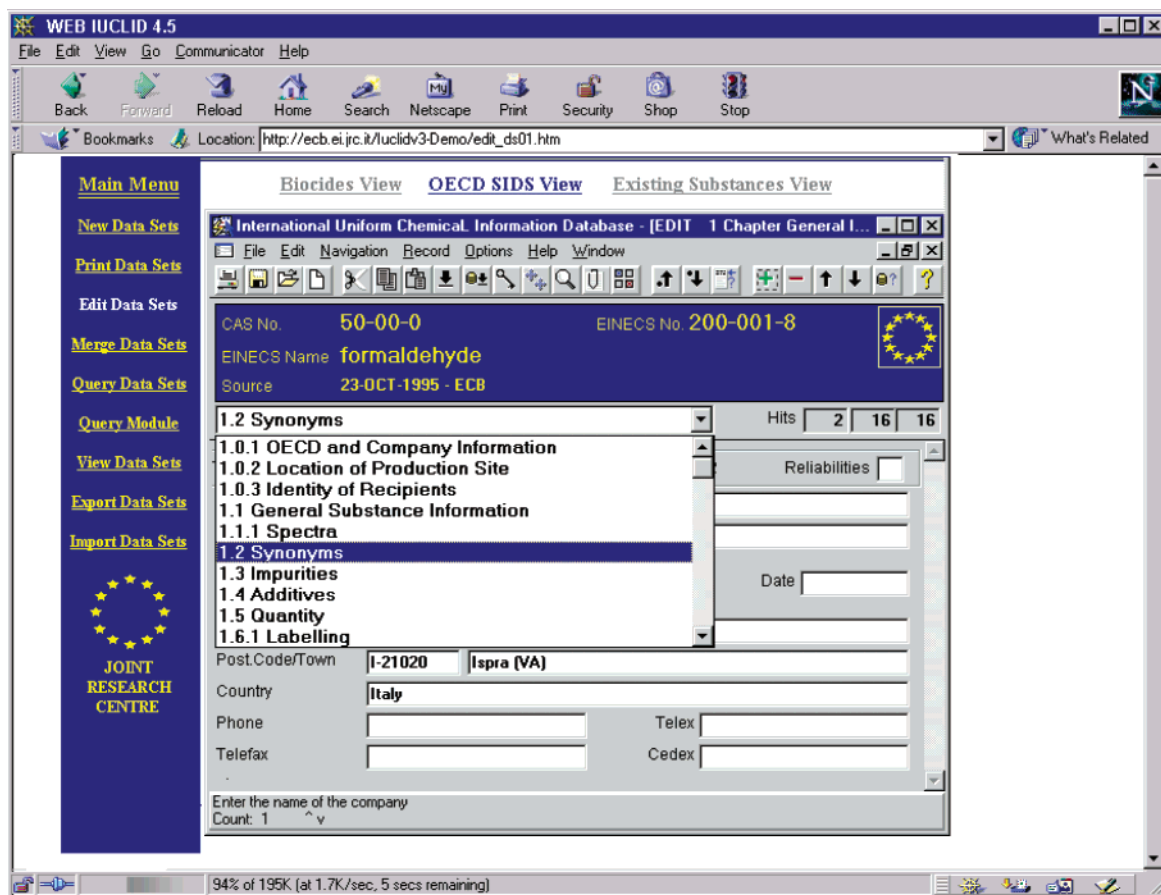 WEB IUCLID 4.5
File Edit View Go Communicator Help
My
N
Back Forward Reload Home Search Netscape Print Security Shop Stop
Bookmarks Location: http://ecb.ei.jrc.it/Iuclidv3-Demo/edit_ds01.htm What's Related
Main Menu
New Data Sets
Print Data Sets
Edit Data Sets
Merge Data Sets
Query Data Sets
Query Module
View Data Sets
Export Data Sets
Import Data Sets
JOINT
RESEARCH
CENTRE
Biocides View OECD SIDS View Existing Substances View
International Uniform ChemicaL Information Database - [EDIT 1 Chapter General I...
File Edit Navigation Record Options Help Window
CAS No. 50-00-0 EINECS No. 200-001-8
EINECS Name formaldehyde
Source 23-OCT-1995 - ECB
1.2 Synonyms Hits 2 16 16
1.0.1 OECD and Company Information
1.0.2 Location of Production Site
1.0.3 Identity of Recipients
1.1 General Substance Information
1.1.1 Spectra
1.2 Synonyms
1.3 Impurities
1.4 Additives
1.5 Quantity
1.6.1 Labelling
Reliabilities
Date
Post.Code/Town I-21020 Ispra (VA)
Country Italy
Phone Telex
Telefax Cedex
Enter the name of the company
Count: 1 ^ v
94% of 195K (at 1.7K/sec, 5 secs remaining)